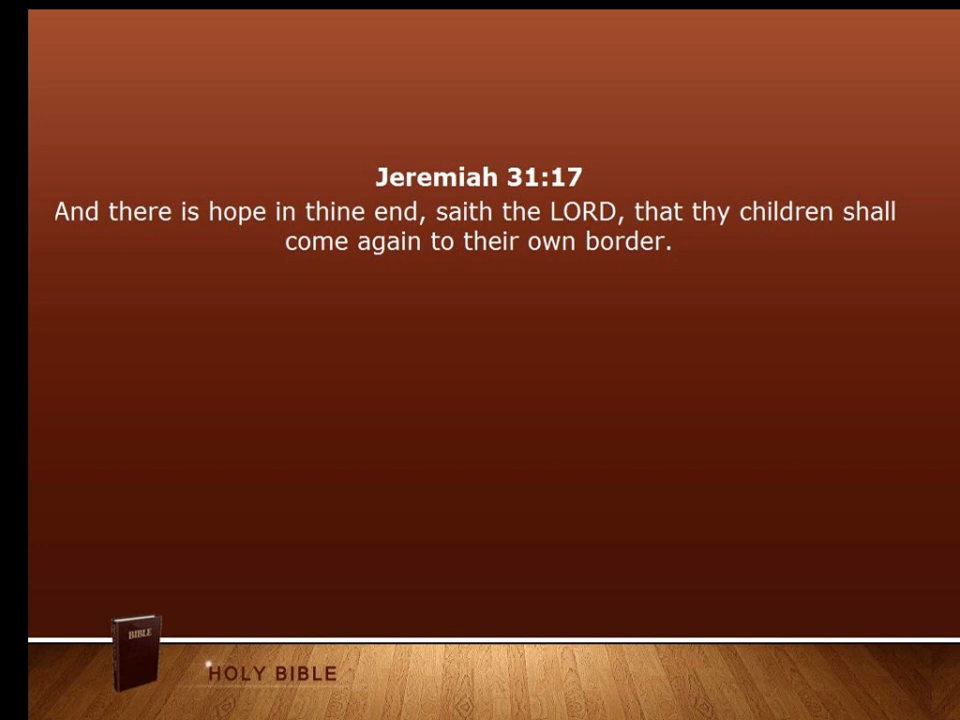 Jeremiah 31:17
And there is hope in thine end, saith the LORD, that thy children shall
come again to their own border.
BIBLE
HOLY BIBLE